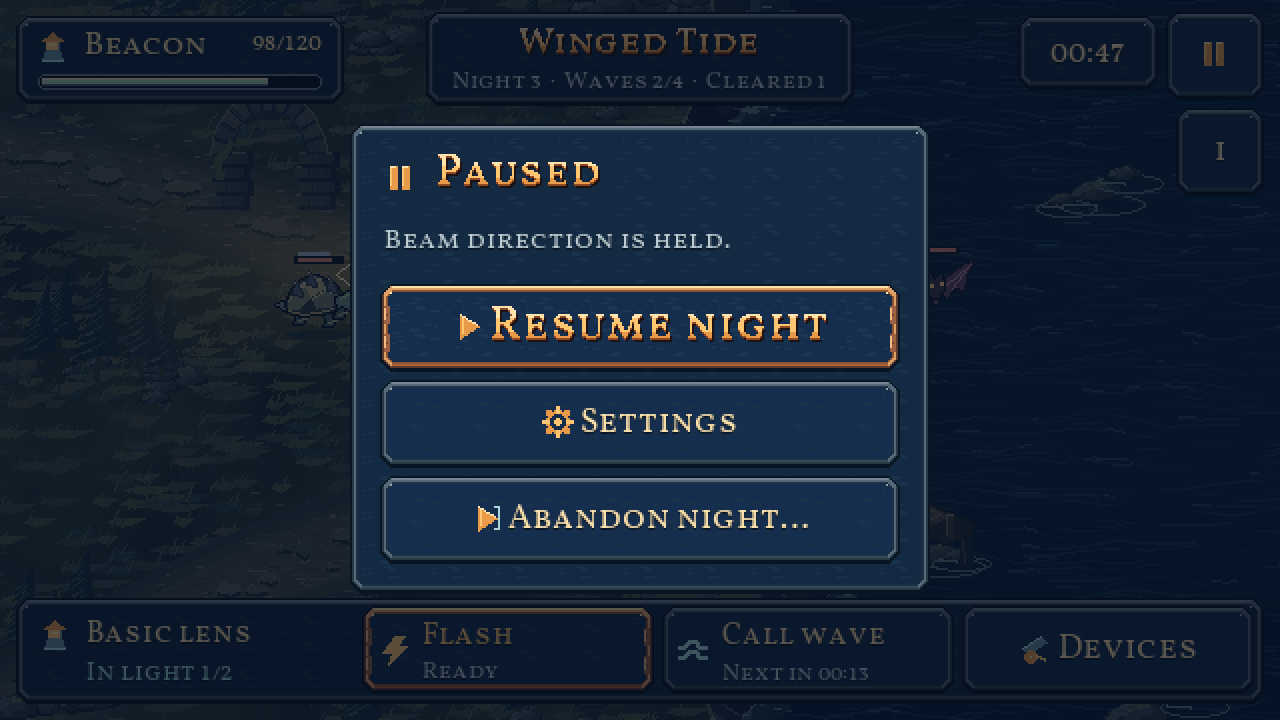 Beacon 98/120
Winged Tide
Night 3 · Waves 2/4 · Cleared 1
00:47
I
Paused
Beam direction is held.
Resume night
Settings
Abandon night...
Basic lens
In light 1/2
Flash
Ready
Call wave
Next in 00:13
Devices